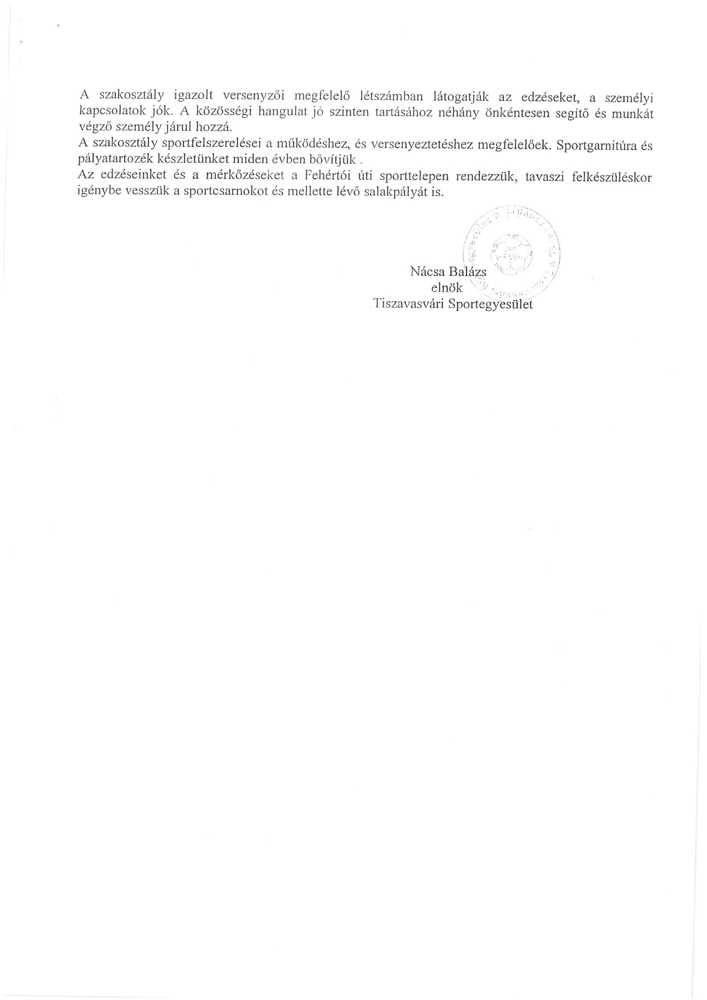 A szakosztály igazolt versenyzői megfelelő létszámban látogatják az edzéseket, a személyi
kapcsolatok jók. A közösségi hangulat jó szinten tartásához néhány önkéntesen segítő és munkát
végző személy járul hozzá.
A szakosztály sportfelszerelései a működéshez, és versenyeztetéshez megfelelőek. Sportgarnitúra és
pályatartozék készletünket miden évben bővítjük .
Az edzéseinket és a mérkőzéseket a Fehértói úti sporttelepen rendezzük, tavaszi felkészüléskor
igénybe vesszük a sportcsarnokot és mellette lévő salakpályát is.
Nácsa Balázs
elnök
Tiszavasvári Sportegyesület